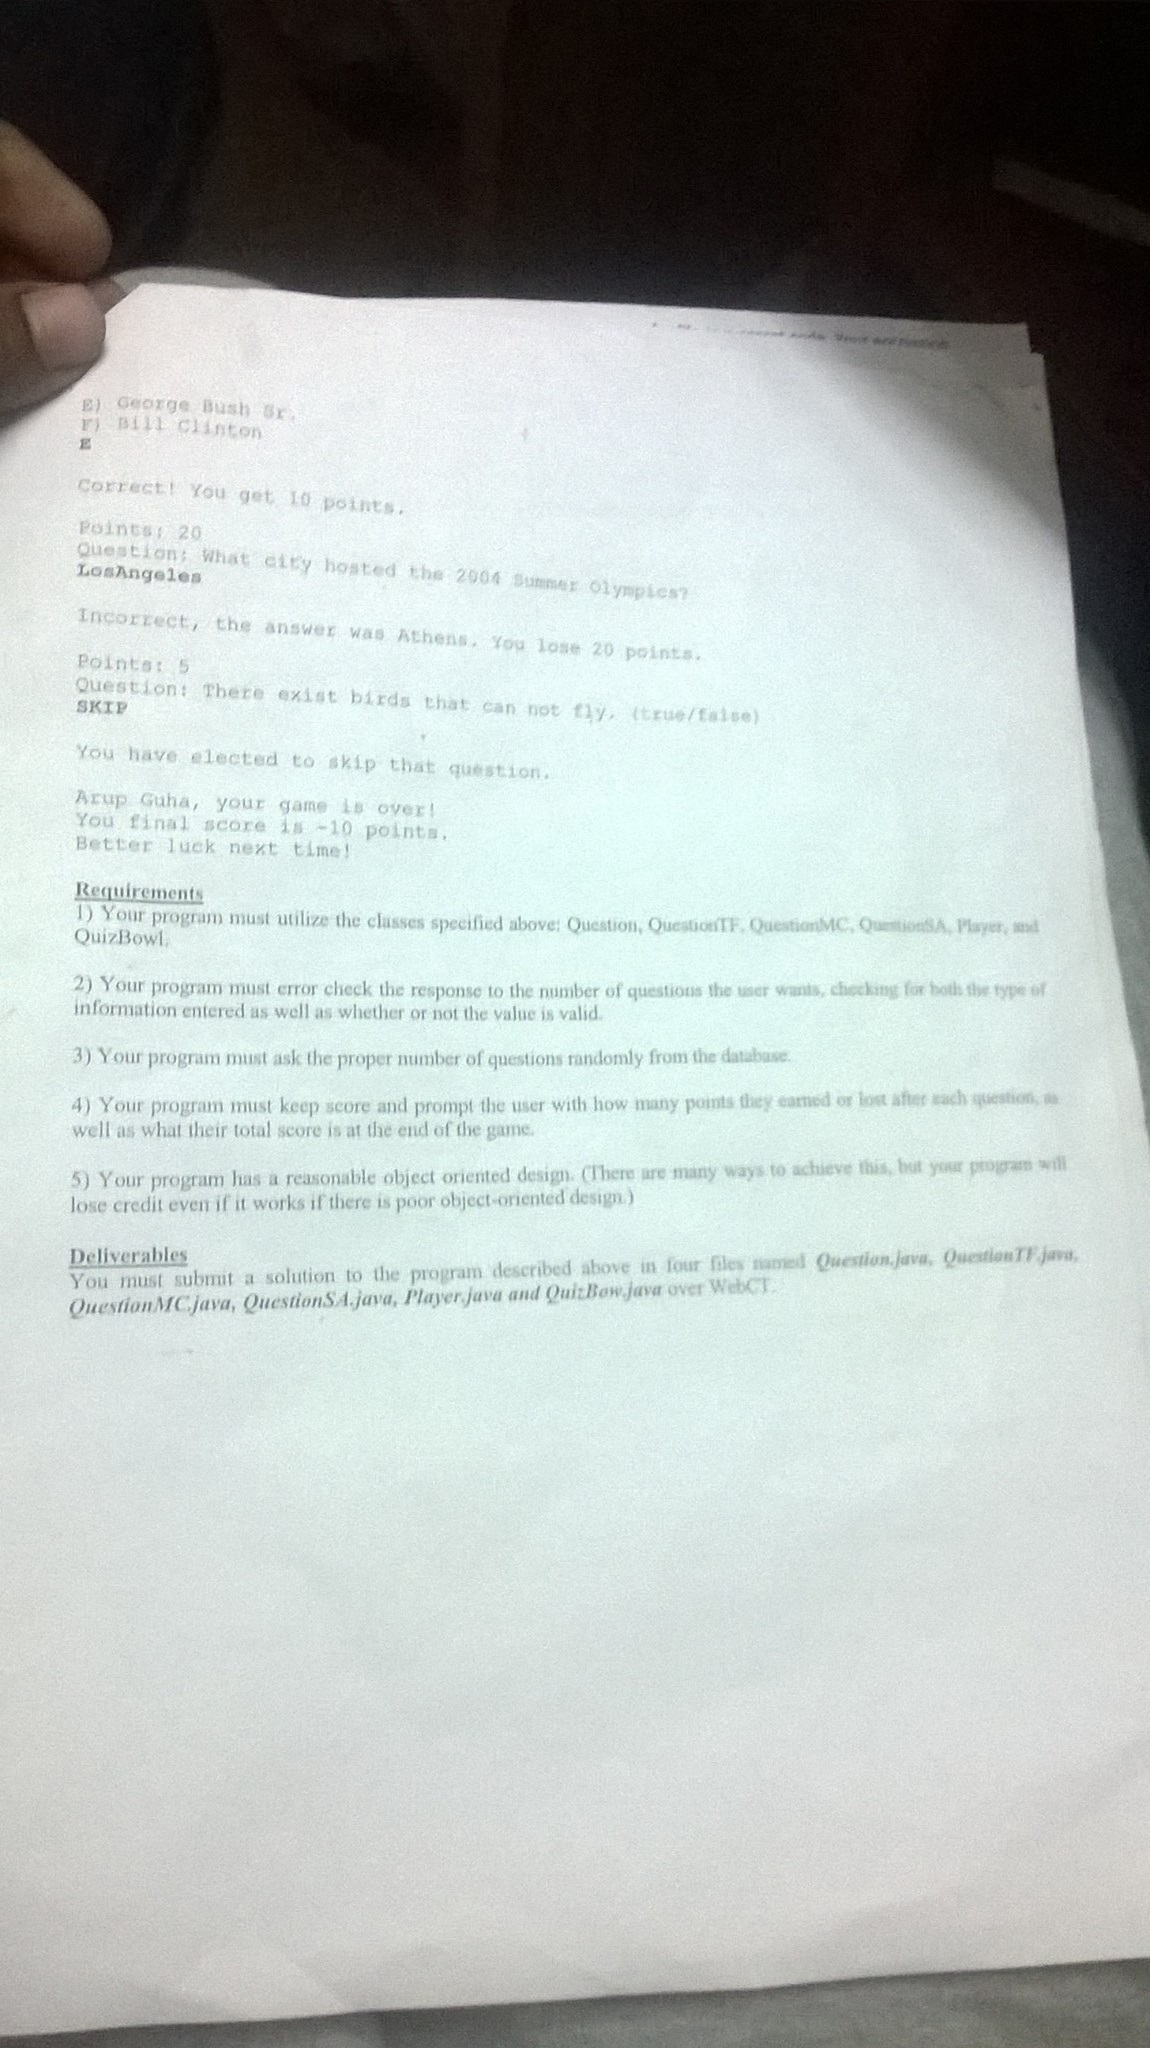 E) George Bush Sr.
F) Bill Clinton
E
Correct! You get 10 points.
Points: 20
Question: What city hosted the 2004 Summer Olympics?
LosAngeles
Incorrect, the answer was Athens. You lose 20 points.
Points: 5
Question: There exist birds that can not fly. (true/false)
SKIP
You have elected to skip that question.
Arup Guha, your game is over!
You final score is -10 points.
Better luck next time!
Requirements
1) Your program must utilize the classes specified above: Question, QuestionTF, QuestionMC, QuestionSA, Player, and
QuizBowl.
2) Your program must error check the response to the number of questions the user wants, checking for both the type of
information entered as well as whether or not the value is valid.
3) Your program must ask the proper number of questions randomly from the database.
4) Your program must keep score and prompt the user with how many points they earned or lost after each question, as
well as what their total score is at the end of the game.
5) Your program has a reasonable object oriented design. (There are many ways to achieve this, but your program will
lose credit even if it works if there is poor object-oriented design.)
Deliverables
You must submit a solution to the program described above in four files named Question.java, QuestionTF.java,
QuestionMC.java, QuestionSA.java, Player.java and QuizBow.java over WebCT.